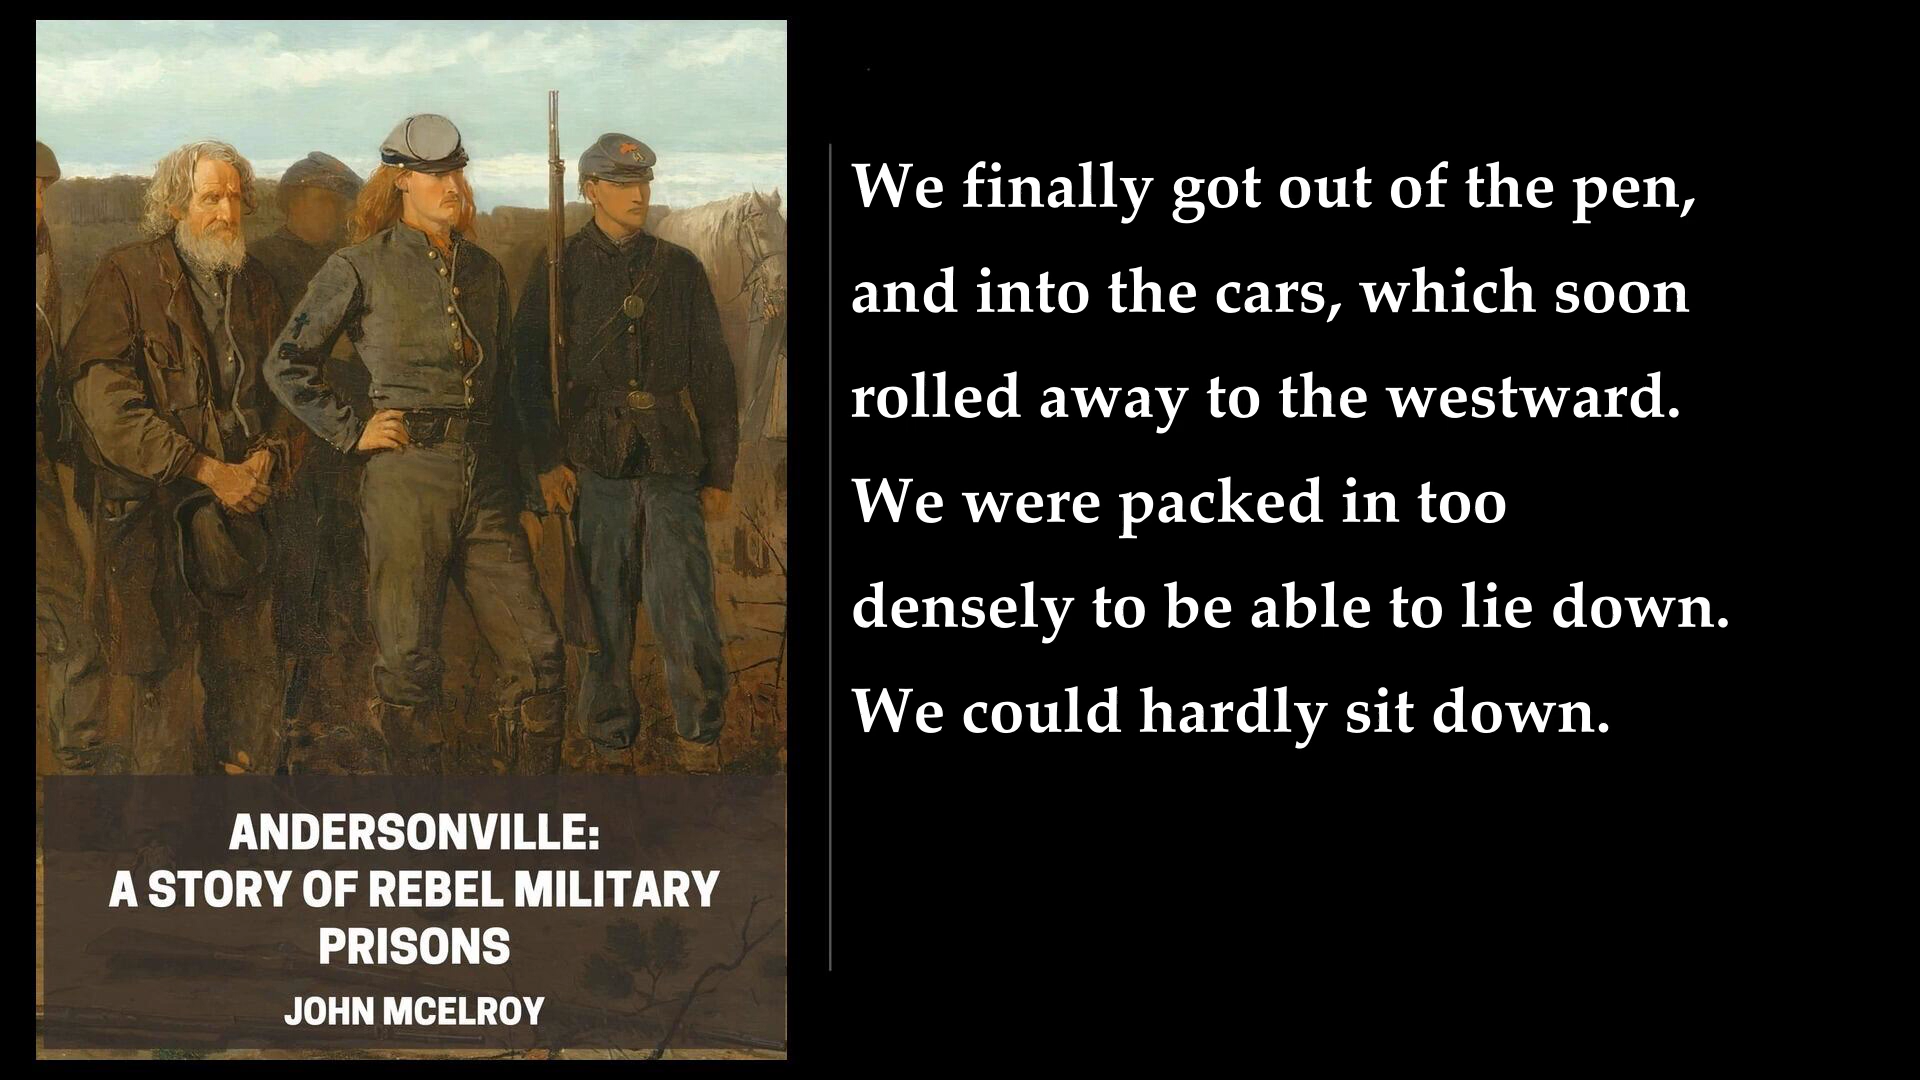 We finally got out of the pen,
and into the cars, which soon
rolled away to the westward.
We were packed in too
densely to be able to lie down.
We could hardly sit down.
ANDERSONVILLE:
A STORY OF REBEL MILITARY
PRISONS
JOHN MCELROY